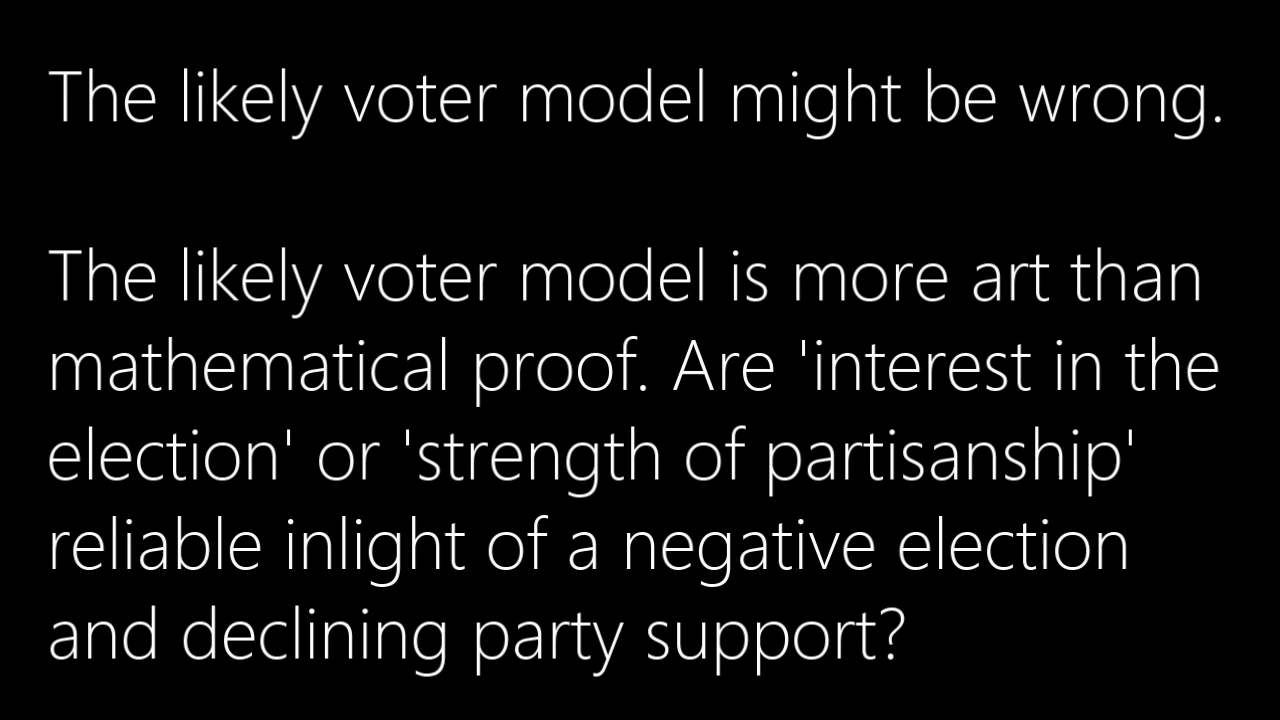 The likely voter model might be wrong.
The likely voter model is more art than
mathematical proof. Are 'interest in the
election' or 'strength of partisanship'
reliable inlight of a negative election
and declining party support?